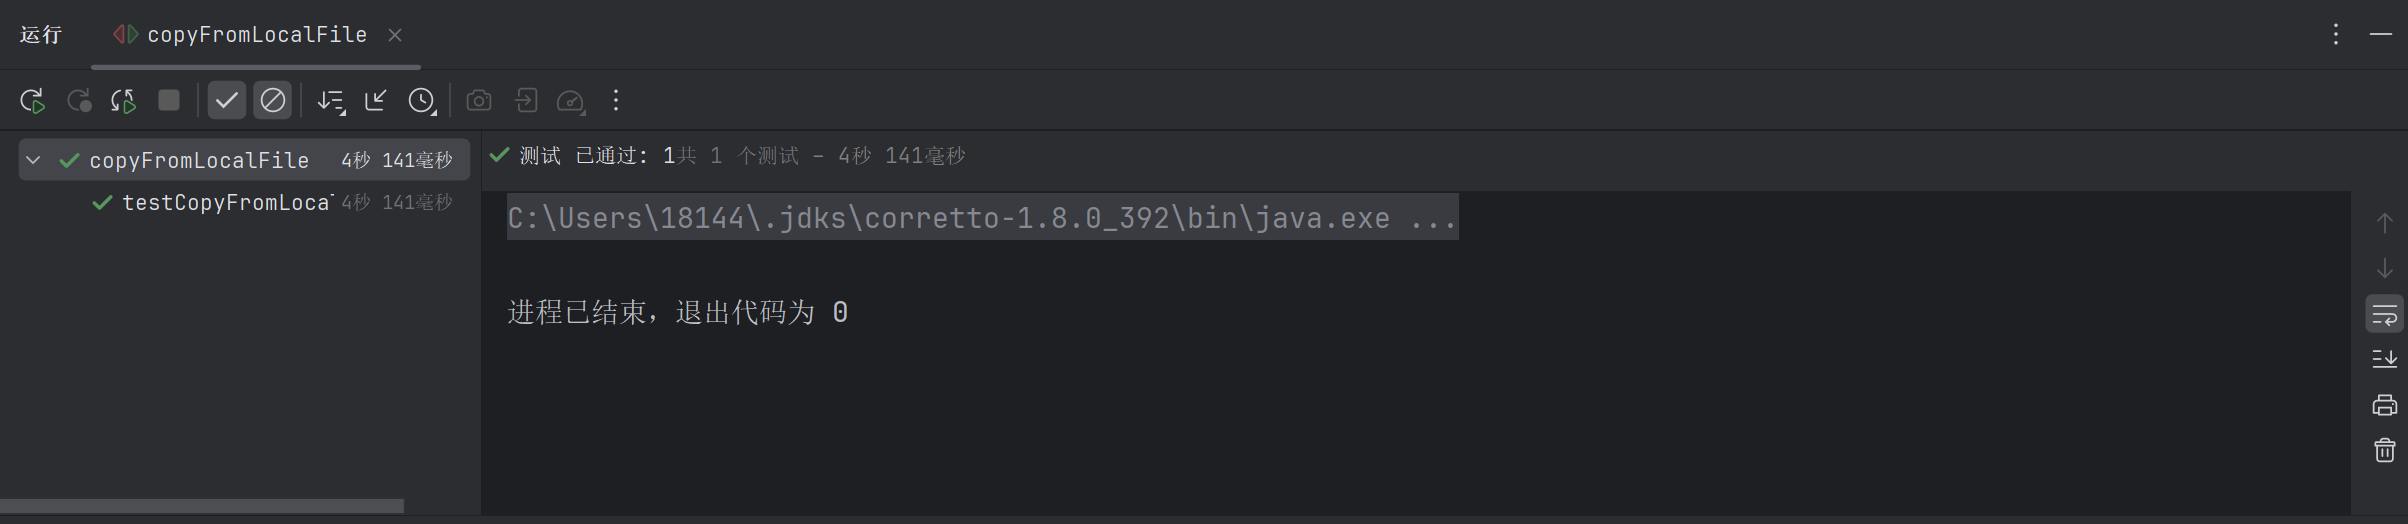 运行 copyFromLocalFile
copyFromLocalFile 4秒 141毫秒
testCopyFromLoca 4秒 141毫秒
测试 已通过: 1共 1 个测试 – 4秒 141毫秒
C:\Users\18144\.jdks\corretto-1.8.0_392\bin\java.exe ...
进程已结束，退出代码为 0